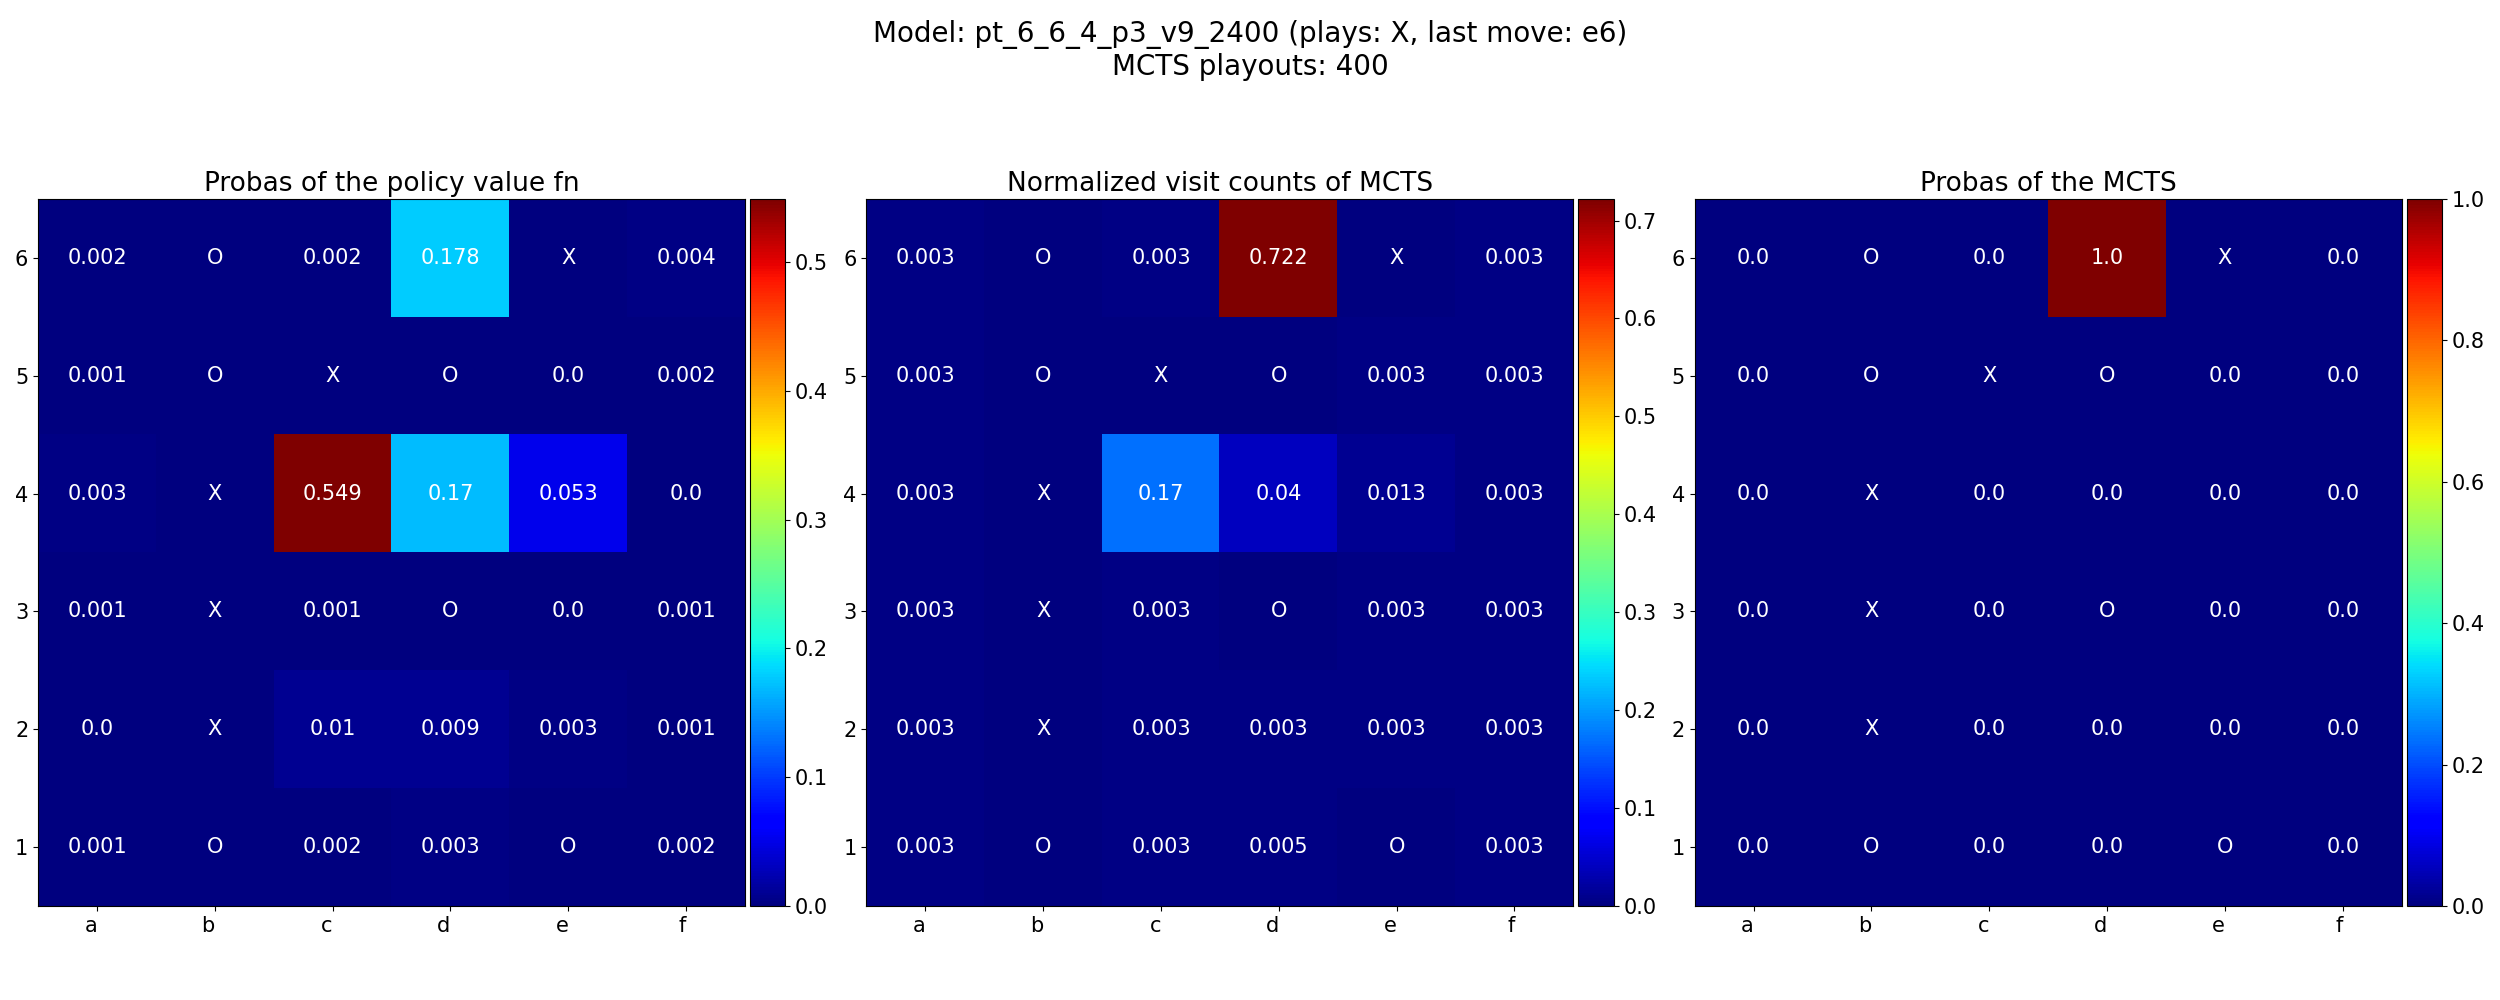 Model: pt_6_6_4_p3_v9_2400 (plays: X, last move: e6)
MCTS playouts: 400
Probas of the policy value fn
6 0.002 O 0.002 0.178 X 0.004
5 0.001 O X O 0.0 0.002
4 0.003 X 0.549 0.17 0.053 0.0
3 0.001 X 0.001 O 0.0 0.001
2 0.0 X 0.01 0.009 0.003 0.001
1 0.001 O 0.002 0.003 O 0.002
a b c d e f
0.5
0.4
0.3
0.2
0.1
0.0
Normalized visit counts of MCTS
6 0.003 O 0.003 0.722 X 0.003
5 0.003 O X O 0.003 0.003
4 0.003 X 0.17 0.04 0.013 0.003
3 0.003 X 0.003 O 0.003 0.003
2 0.003 X 0.003 0.003 0.003 0.003
1 0.003 O 0.003 0.005 O 0.003
a b c d e f
0.7
0.6
0.5
0.4
0.3
0.2
0.1
0.0
Probas of the MCTS
6 0.0 O 0.0 1.0 X 0.0
5 0.0 O X O 0.0 0.0
4 0.0 X 0.0 0.0 0.0 0.0
3 0.0 X 0.0 O 0.0 0.0
2 0.0 X 0.0 0.0 0.0 0.0
1 0.0 O 0.0 0.0 O 0.0
a b c d e f
1.0
0.8
0.6
0.4
0.2
0.0